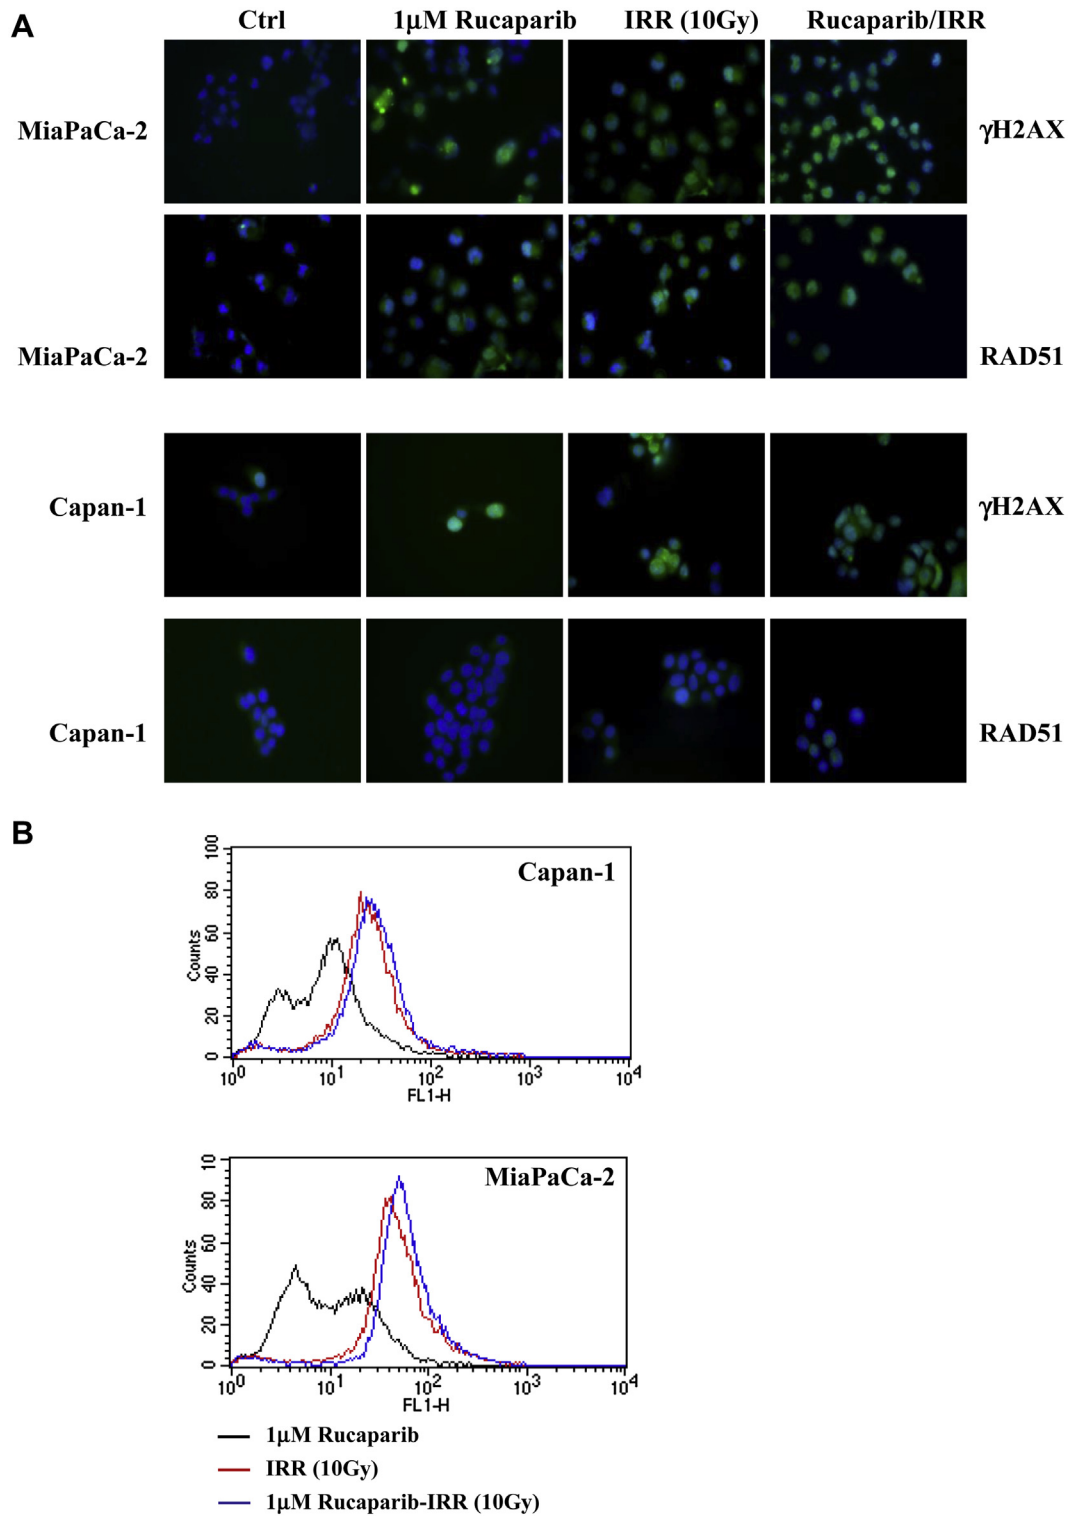 A
Ctrl 1μM Rucaparib IRR (10Gy) Rucaparib/IRR
MiaPaCa-2 γH2AX
MiaPaCa-2 RAD51
Capan-1 γH2AX
Capan-1 RAD51
B
Capan-1
100
80
60
40
20
0
Counts
10^0 10^1 10^2 10^3 10^4
FL1-H
MiaPaCa-2
10
80
60
40
20
0
Counts
10^0 10^1 10^2 10^3 10^4
FL1-H
1μM Rucaparib
IRR (10Gy)
1μM Rucaparib-IRR (10Gy)